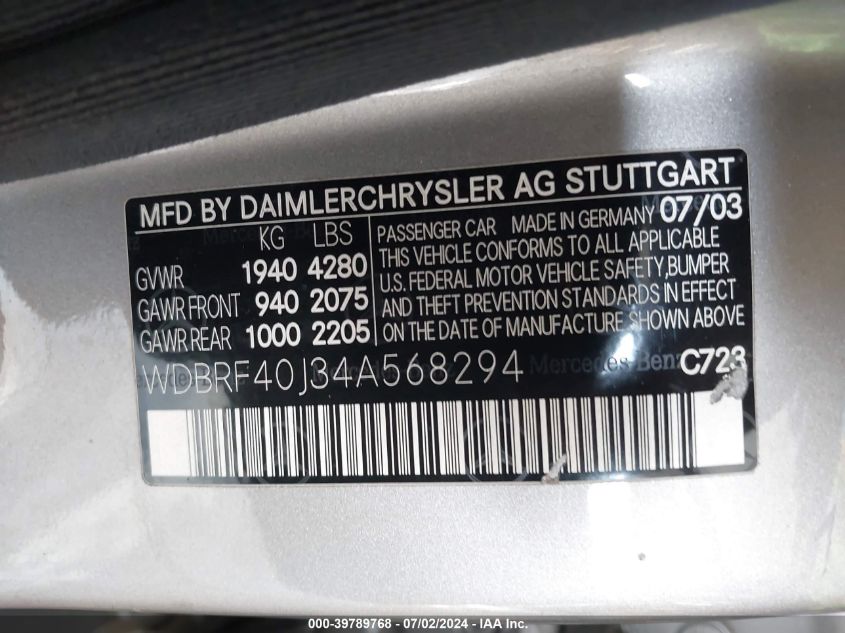 MFD BY DAIMLERCHRYSLER AG STUTTGART
KG LBS
GVWR 1940 4280
GAWR FRONT 940 2075
GAWR REAR 1000 2205
PASSENGER CAR MADE IN GERMANY 07/03
THIS VEHICLE CONFORMS TO ALL APPLICABLE
U.S. FEDERAL MOTOR VEHICLE SAFETY,BUMPER
AND THEFT PREVENTION STANDARDS IN EFFECT
ON THE DATE OF MANUFACTURE SHOWN ABOVE
WDBRF40J34A568294 Mercedes-Benz C723
000-39789768 - 07/02/2024 - IAA, Inc.